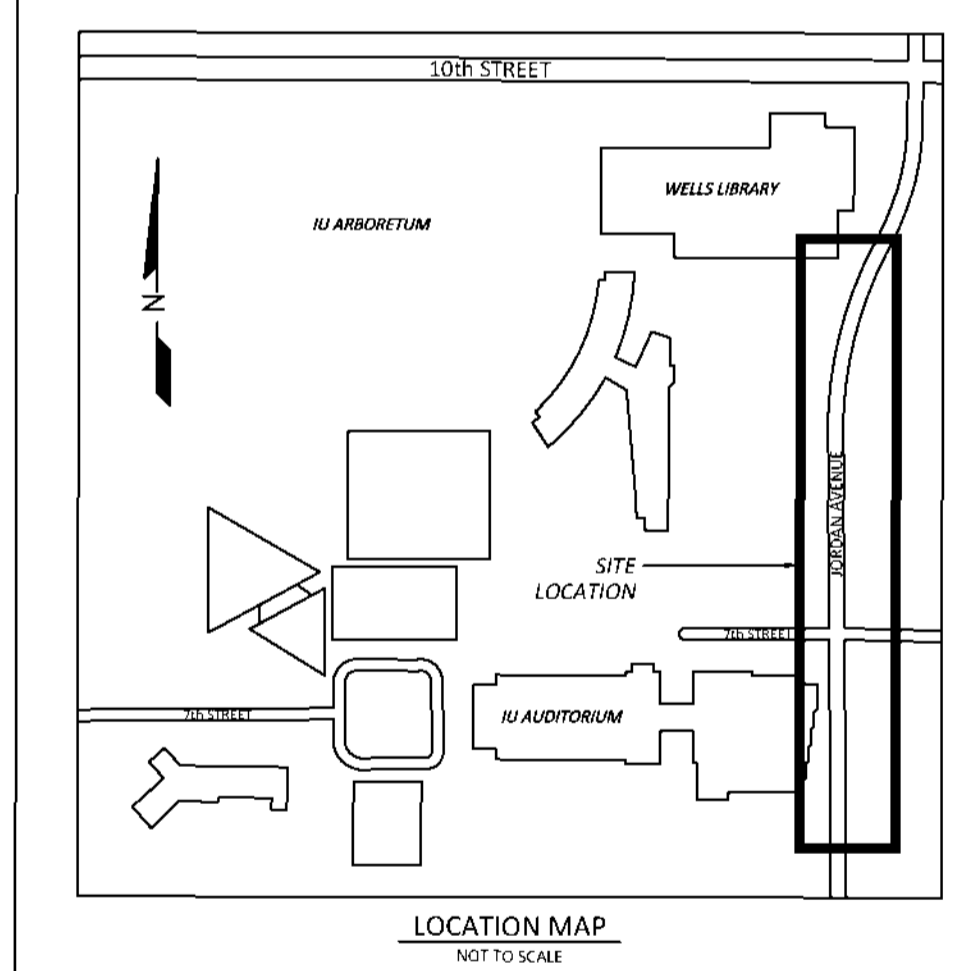 10th STREET
WELLS LIBRARY
IU ARBORETUM
N
JORDAN AVENUE
SITE
LOCATION
7th STREET
7th STREET
IU AUDITORIUM
LOCATION MAP
NOT TO SCALE